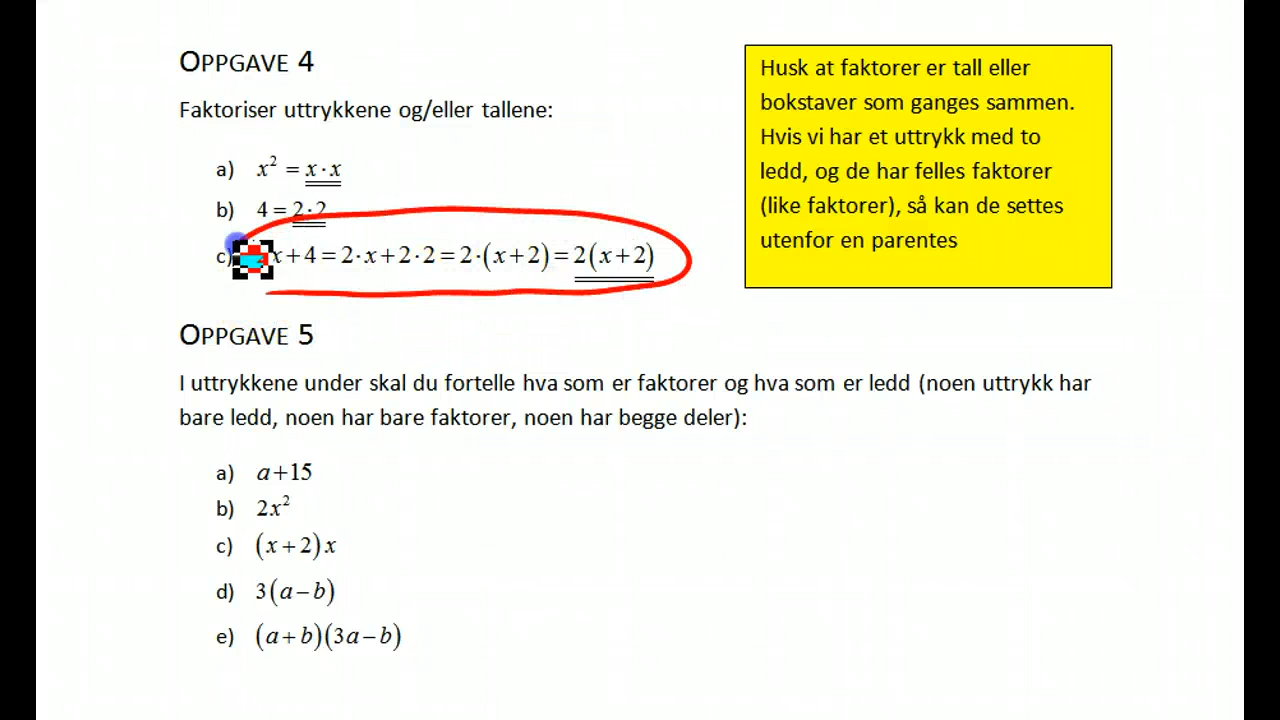 OPPGAVE 4
Faktoriser uttrykkene og/eller tallene:
a) x² = x·x
b) 4 = 2·2
c) x+4 = 2·x+2·2 = 2·(x+2) = 2(x+2)
Husk at faktorer er tall eller
bokstaver som ganges sammen.
Hvis vi har et uttrykk med to
ledd, og de har felles faktorer
(like faktorer), så kan de settes
utenfor en parentes
OPPGAVE 5
I uttrykkene under skal du fortelle hva som er faktorer og hva som er ledd (noen uttrykk har
bare ledd, noen har bare faktorer, noen har begge deler):
a) a+15
b) 2x²
c) (x+2)x
d) 3(a−b)
e) (a+b)(3a−b)